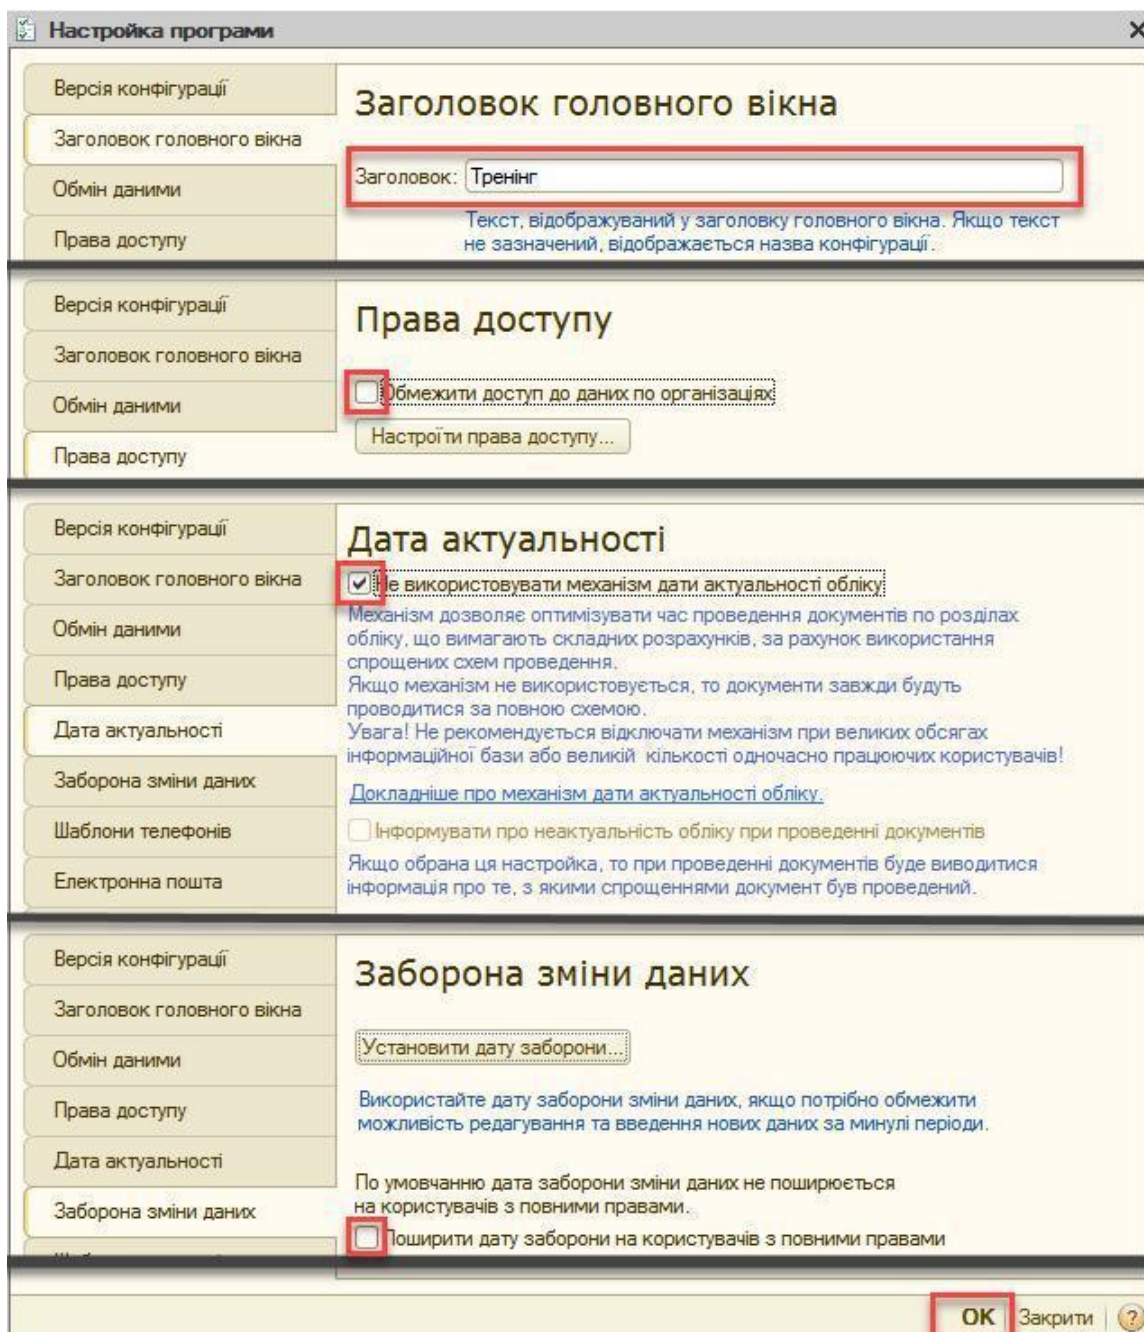 Настройка програми
Версія конфігурації
Заголовок головного вікна
Обмін даними
Права доступу
Заголовок головного вікна
Заголовок: Тренінг
Текст, відображуваний у заголовку головного вікна. Якщо текст
не зазначений, відображається назва конфігурації.
Версія конфігурації
Заголовок головного вікна
Обмін даними
Права доступу
Права доступу
Обмежити доступ до даних по організаціях
Настроїти права доступу...
Версія конфігурації
Заголовок головного вікна
Обмін даними
Права доступу
Дата актуальності
Заборона зміни даних
Шаблони телефонів
Електронна пошта
Дата актуальності
Не використовувати механізм дати актуальності обліку
Механізм дозволяє оптимізувати час проведення документів по розділах
обліку, що вимагають складних розрахунків, за рахунок використання
спрощених схем проведення.
Якщо механізм не використовується, то документи завжди будуть
проводитися за повною схемою.
Увага! Не рекомендується відключати механізм при великих обсягах
інформаційної бази або великій кількості одночасно працюючих користувачів!
Докладніше про механізм дати актуальності обліку.
Інформувати про неактуальність обліку при проведенні документів
Якщо обрана ця настройка, то при проведенні документів буде виводитися
інформація про те, з якими спрощеннями документ був проведений.
Версія конфігурації
Заголовок головного вікна
Обмін даними
Права доступу
Дата актуальності
Заборона зміни даних
Заборона зміни даних
Установити дату заборони...
Використайте дату заборони зміни даних, якщо потрібно обмежити
можливість редагування та введення нових даних за минулі періоди.
По умовчанню дата заборони зміни даних не поширюється
на користувачів з повними правами.
Поширити дату заборони на користувачів з повними правами
OK Закрити ?